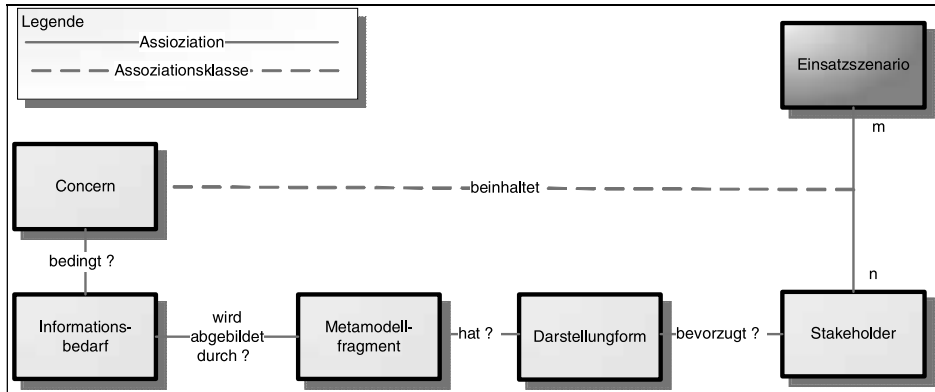 Legende
Assioziation
Assoziationsklasse
Einsatzszenario
m
Concern
beinhaltet
bedingt ?
n
Informations-
bedarf
wird
abgebildet
durch ?
Metamodell-
fragment
hat ?
Darstellungform
bevorzugt ?
Stakeholder